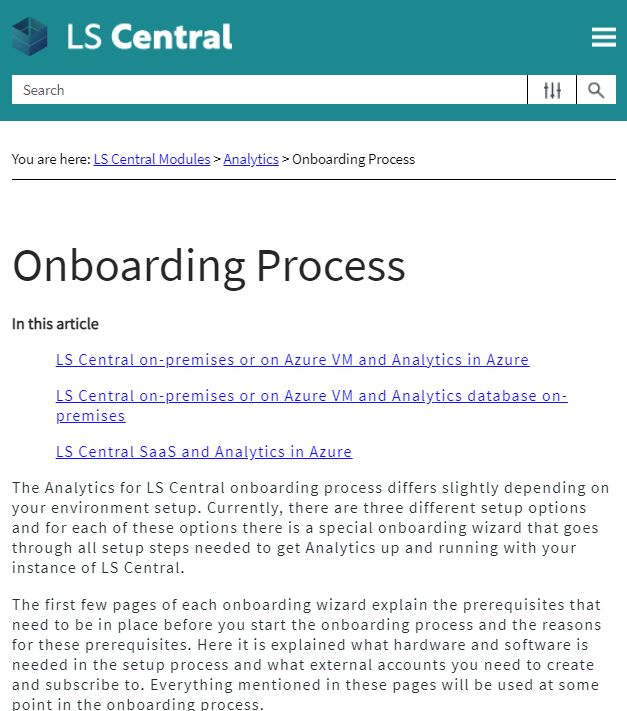 LS Central
Search
You are here: LS Central Modules > Analytics > Onboarding Process
Onboarding Process
In this article
LS Central on-premises or on Azure VM and Analytics in Azure
LS Central on-premises or on Azure VM and Analytics database on-
premises
LS Central SaaS and Analytics in Azure
The Analytics for LS Central onboarding process differs slightly depending on
your environment setup. Currently, there are three different setup options
and for each of these options there is a special onboarding wizard that goes
through all setup steps needed to get Analytics up and running with your
instance of LS Central.
The first few pages of each onboarding wizard explain the prerequisites that
need to be in place before you start the onboarding process and the reasons
for these prerequisites. Here it is explained what hardware and software is
needed in the setup process and what external accounts you need to create
and subscribe to. Everything mentioned in these pages will be used at some
point in the onboarding process.